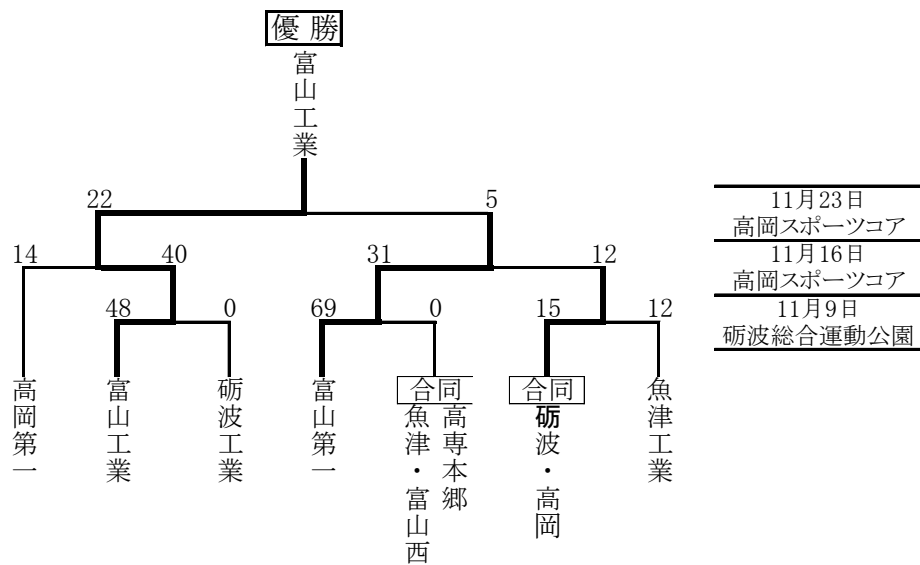 優勝
富山工業
22
5
14
40
31
12
48
0
69
0
15
12
高岡第一
富山工業
砺波工業
富山第一
合同
高専本郷
魚津・富山西
合同
砺波・高岡
魚津工業
11月23日
高岡スポーツコア
11月16日
高岡スポーツコア
11月9日
砺波総合運動公園